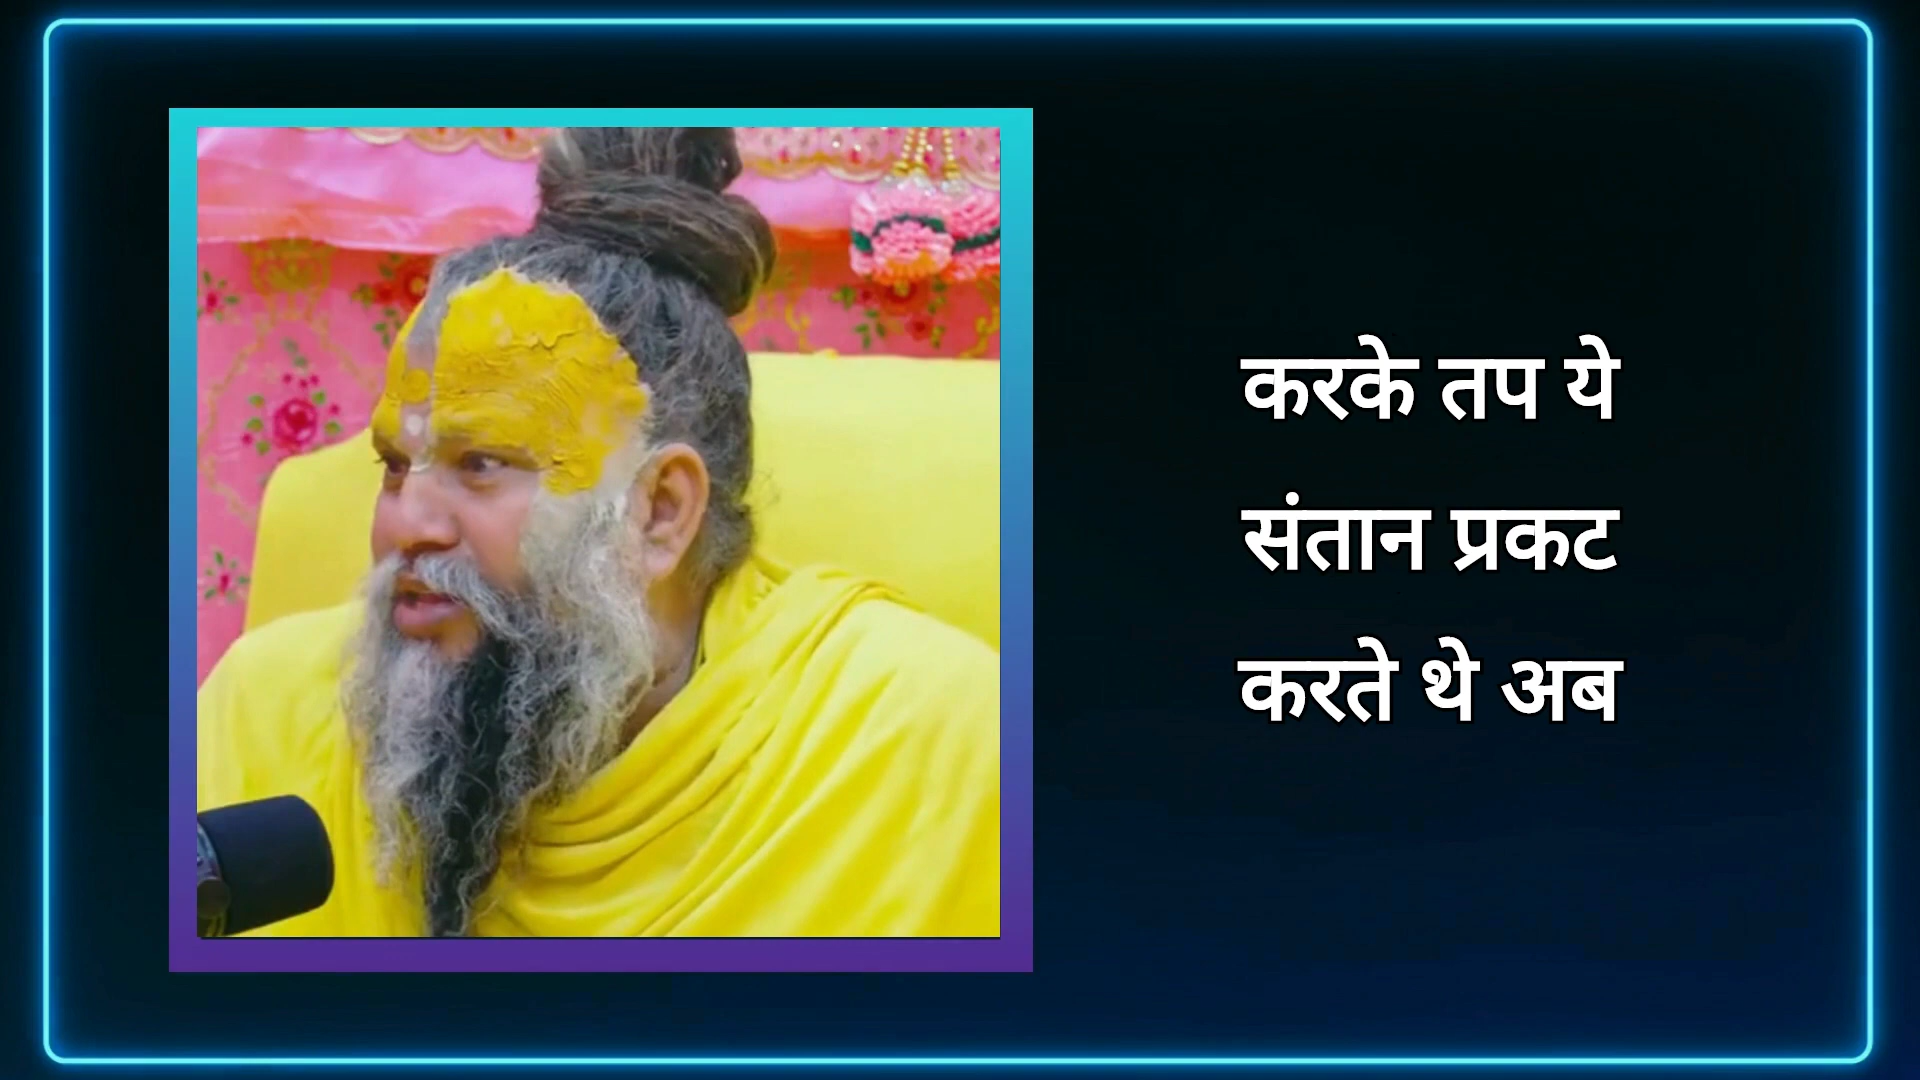 करके तप ये
संतान प्रकट
करते थे अब